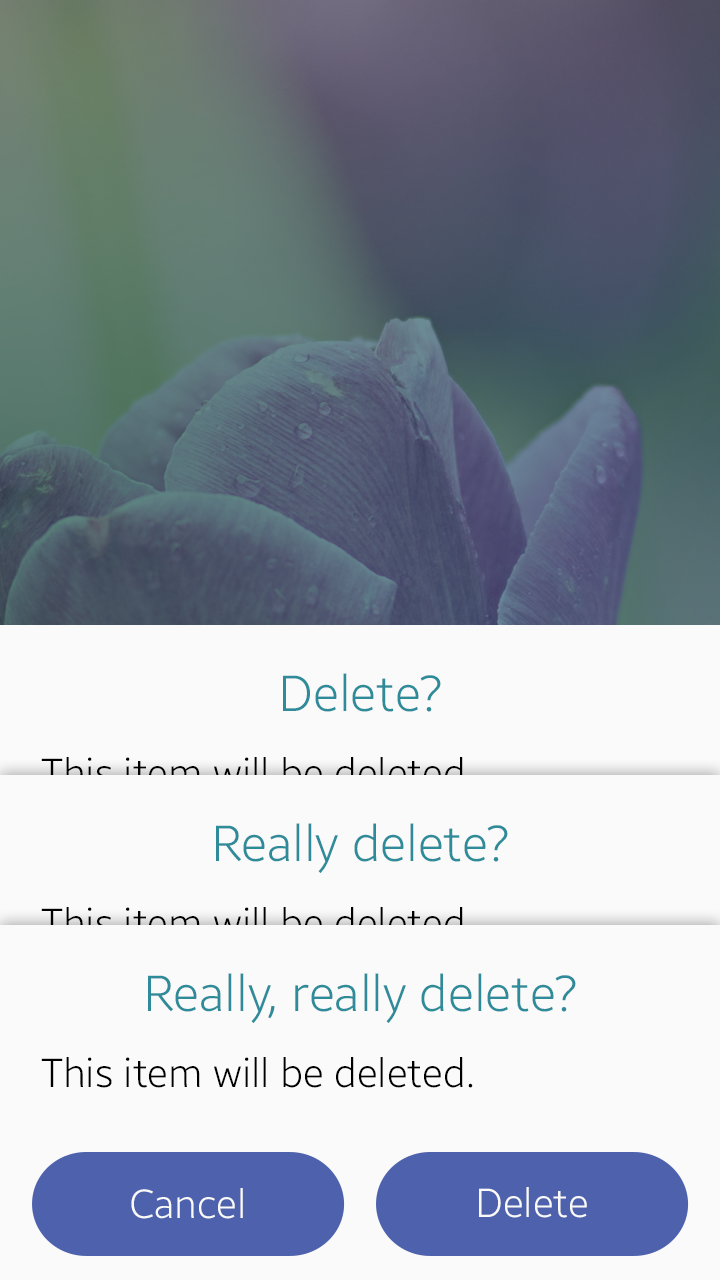 Delete?
This item will be deleted
Really delete?
This item will be deleted
Really, really delete?
This item will be deleted.
Cancel
Delete